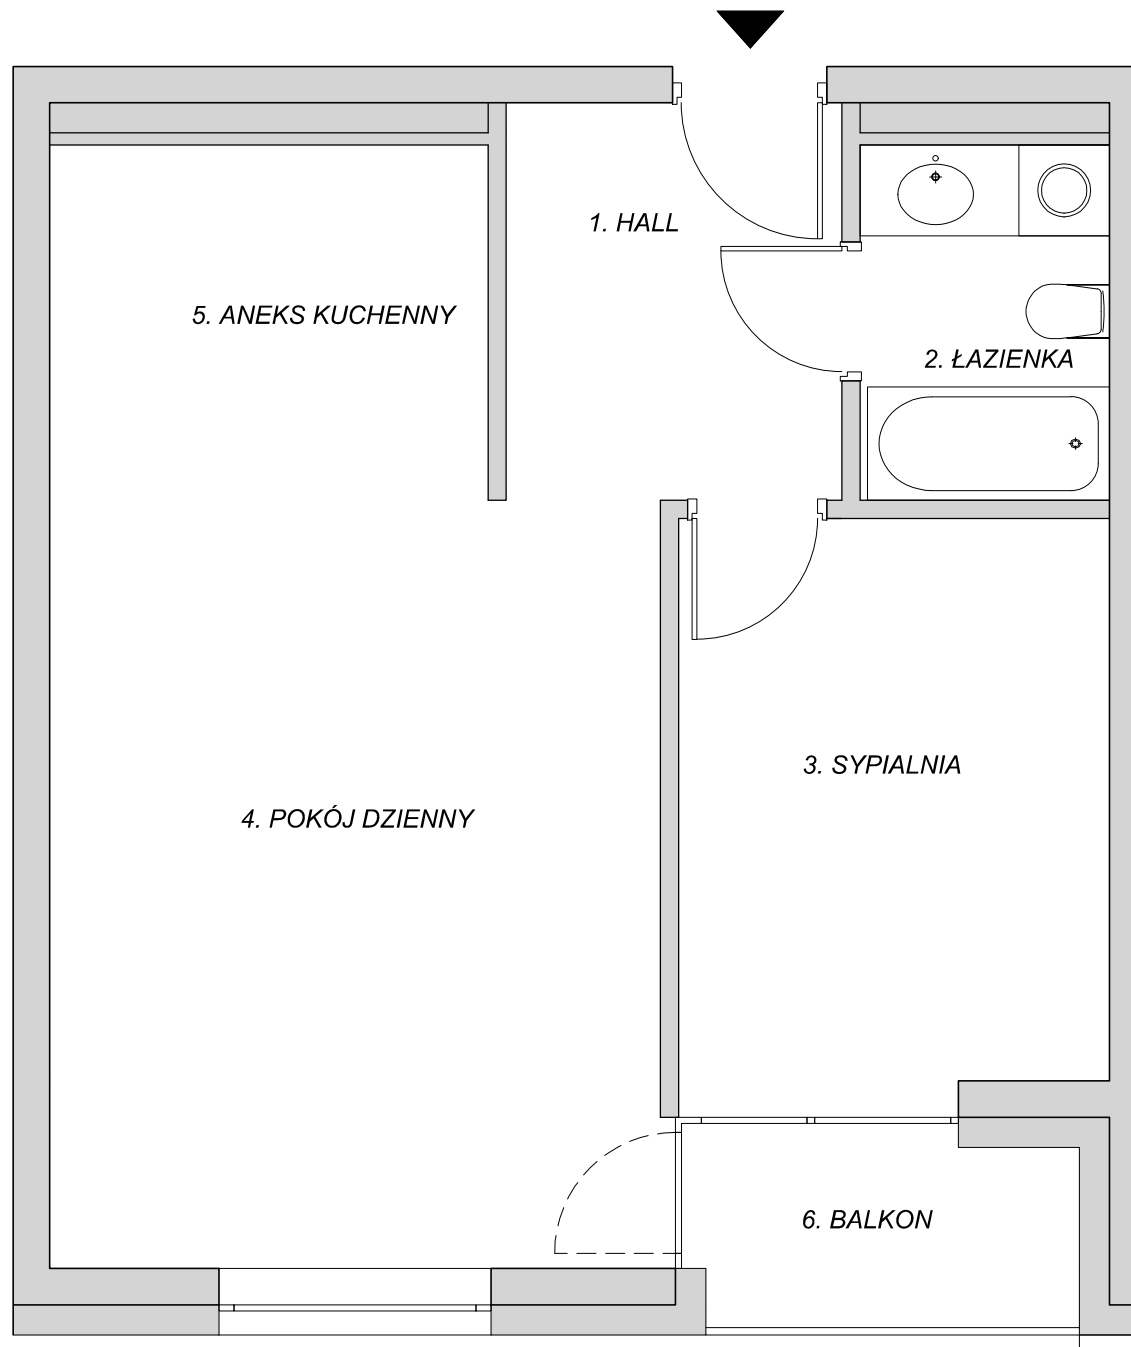 1. HALL
5. ANEKS KUCHENNY
2. ŁAZIENKA
3. SYPIALNIA
4. POKÓJ DZIENNY
6. BALKON